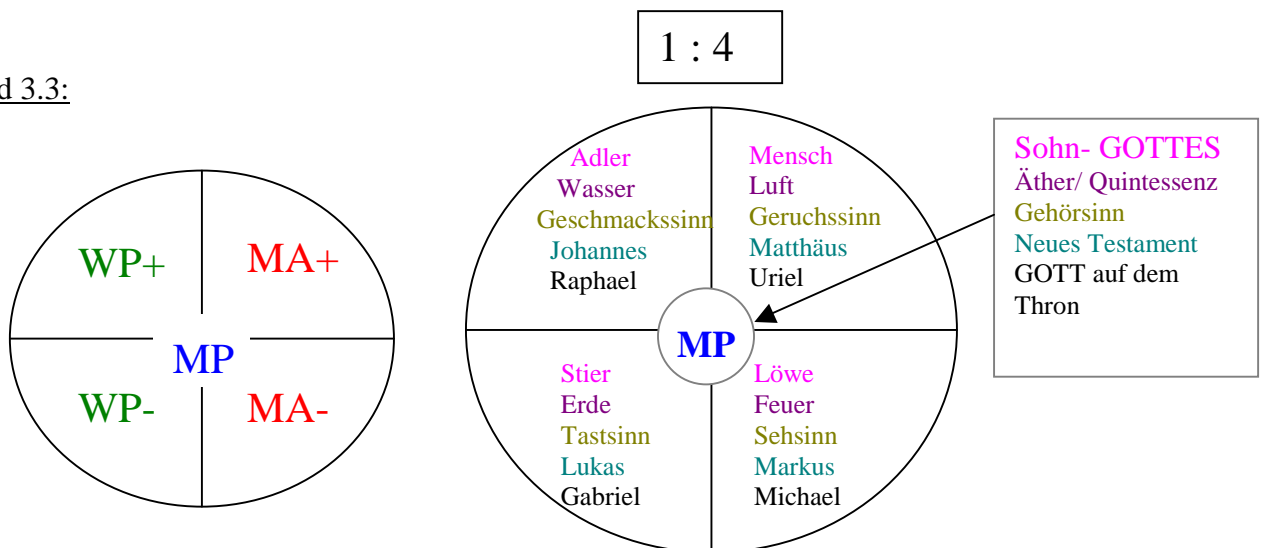 1 : 4
d 3.3:
WP+
MA+
MP
WP-
MA-
Adler
Wasser
Geschmackssinn
Johannes
Raphael
Mensch
Luft
Geruchssinn
Matthäus
Uriel
MP
Stier
Erde
Tastsinn
Lukas
Gabriel
Löwe
Feuer
Sehsinn
Markus
Michael
Sohn- GOTTES
Äther/ Quintessenz
Gehörsinn
Neues Testament
GOTT auf dem
Thron